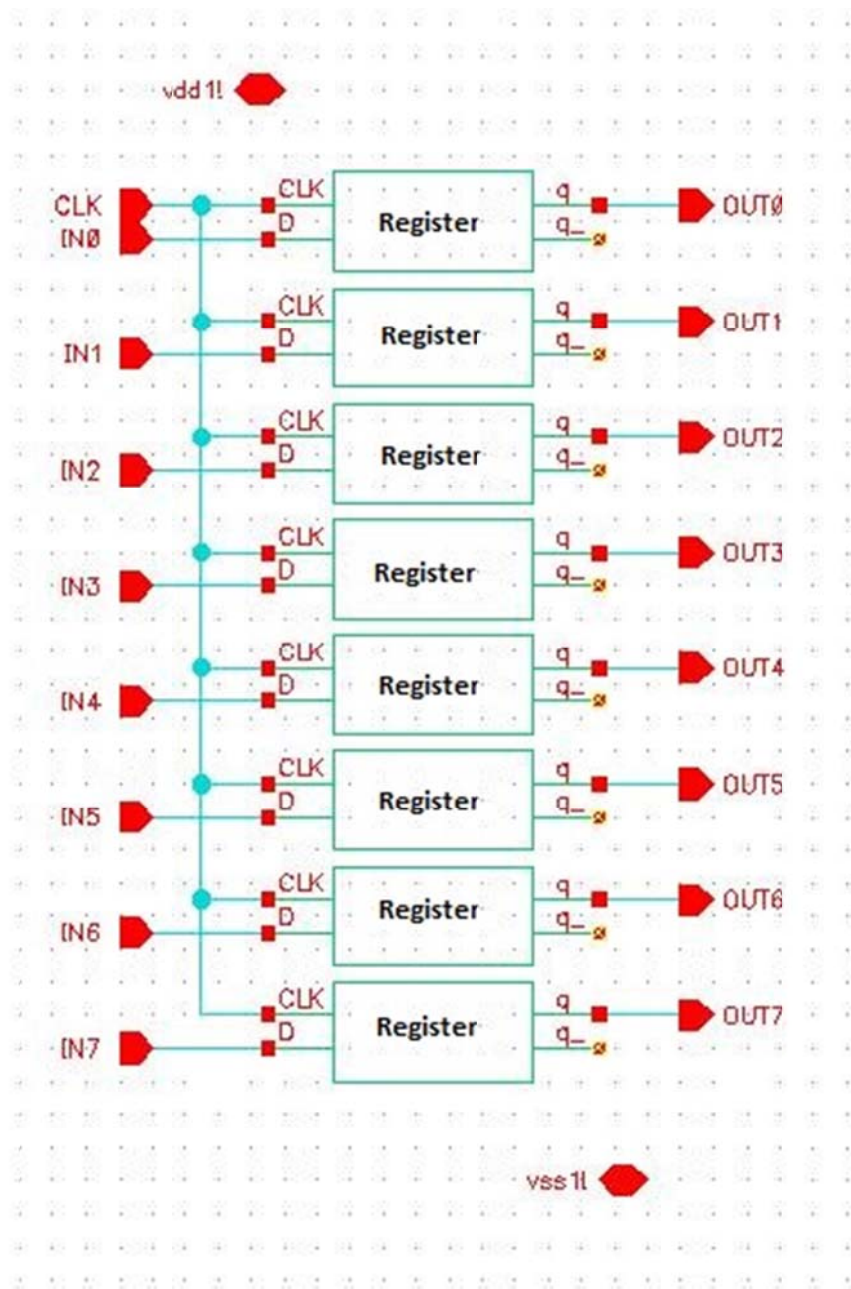 vdd1!
CLK CLK q OUT0
IN0 D Register q_
CLK q OUT1
IN1 D Register q_
CLK q OUT2
IN2 D Register q_
CLK q OUT3
IN3 D Register q_
CLK q OUT4
IN4 D Register q_
CLK q OUT5
IN5 D Register q_
CLK q OUT6
IN6 D Register q_
CLK q OUT7
IN7 D Register q_
vss1!